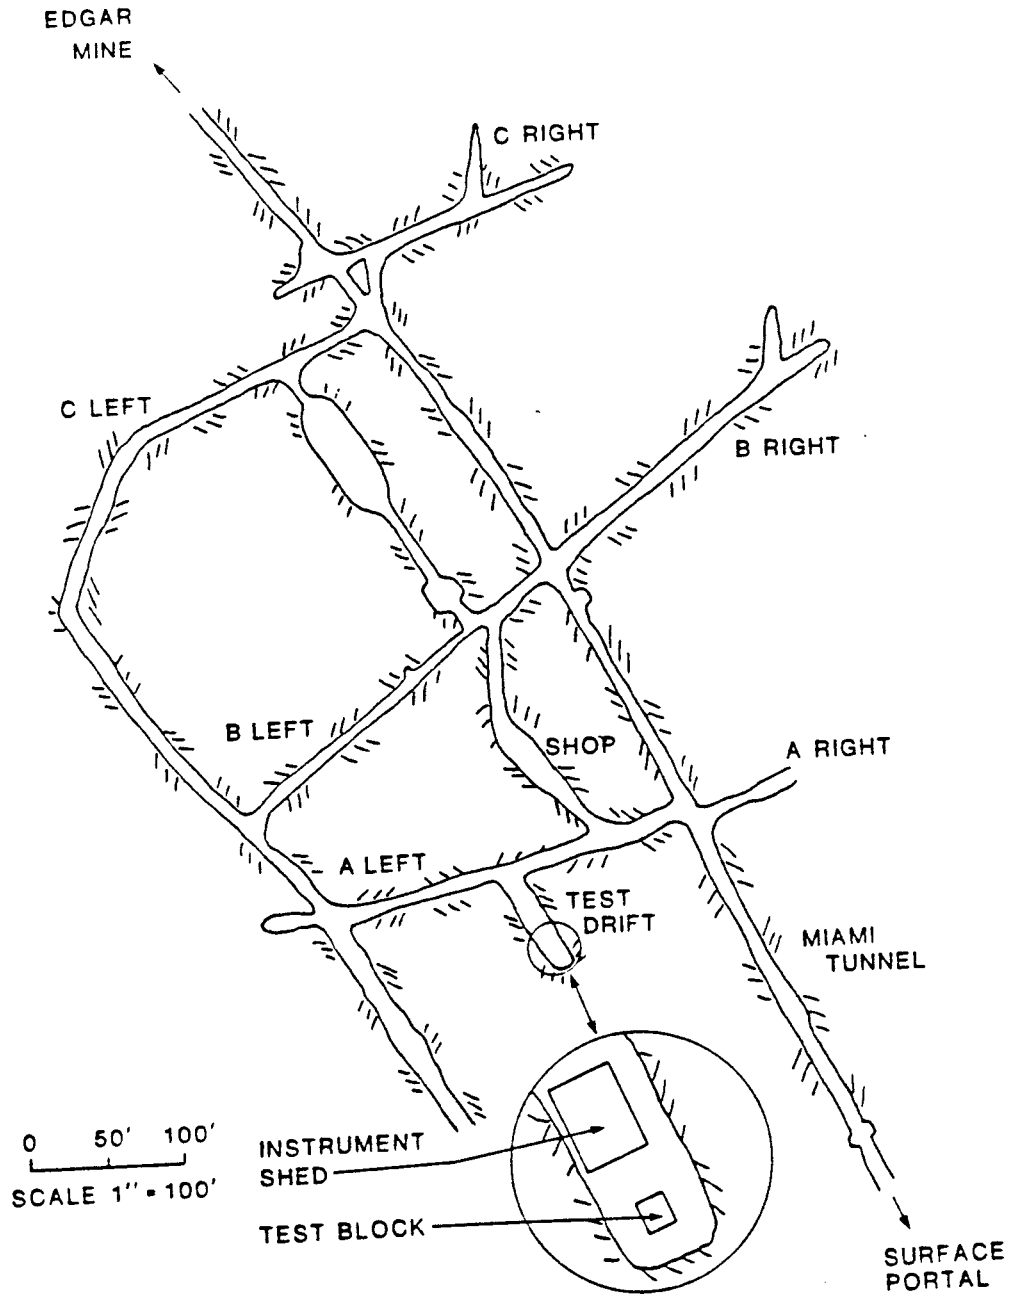 EDGAR
MINE
C RIGHT
C LEFT
B RIGHT
B LEFT
SHOP
A RIGHT
A LEFT
TEST
DRIFT
MIAMI
TUNNEL
0 50' 100'
SCALE 1" = 100'
INSTRUMENT
SHED
TEST BLOCK
SURFACE
PORTAL